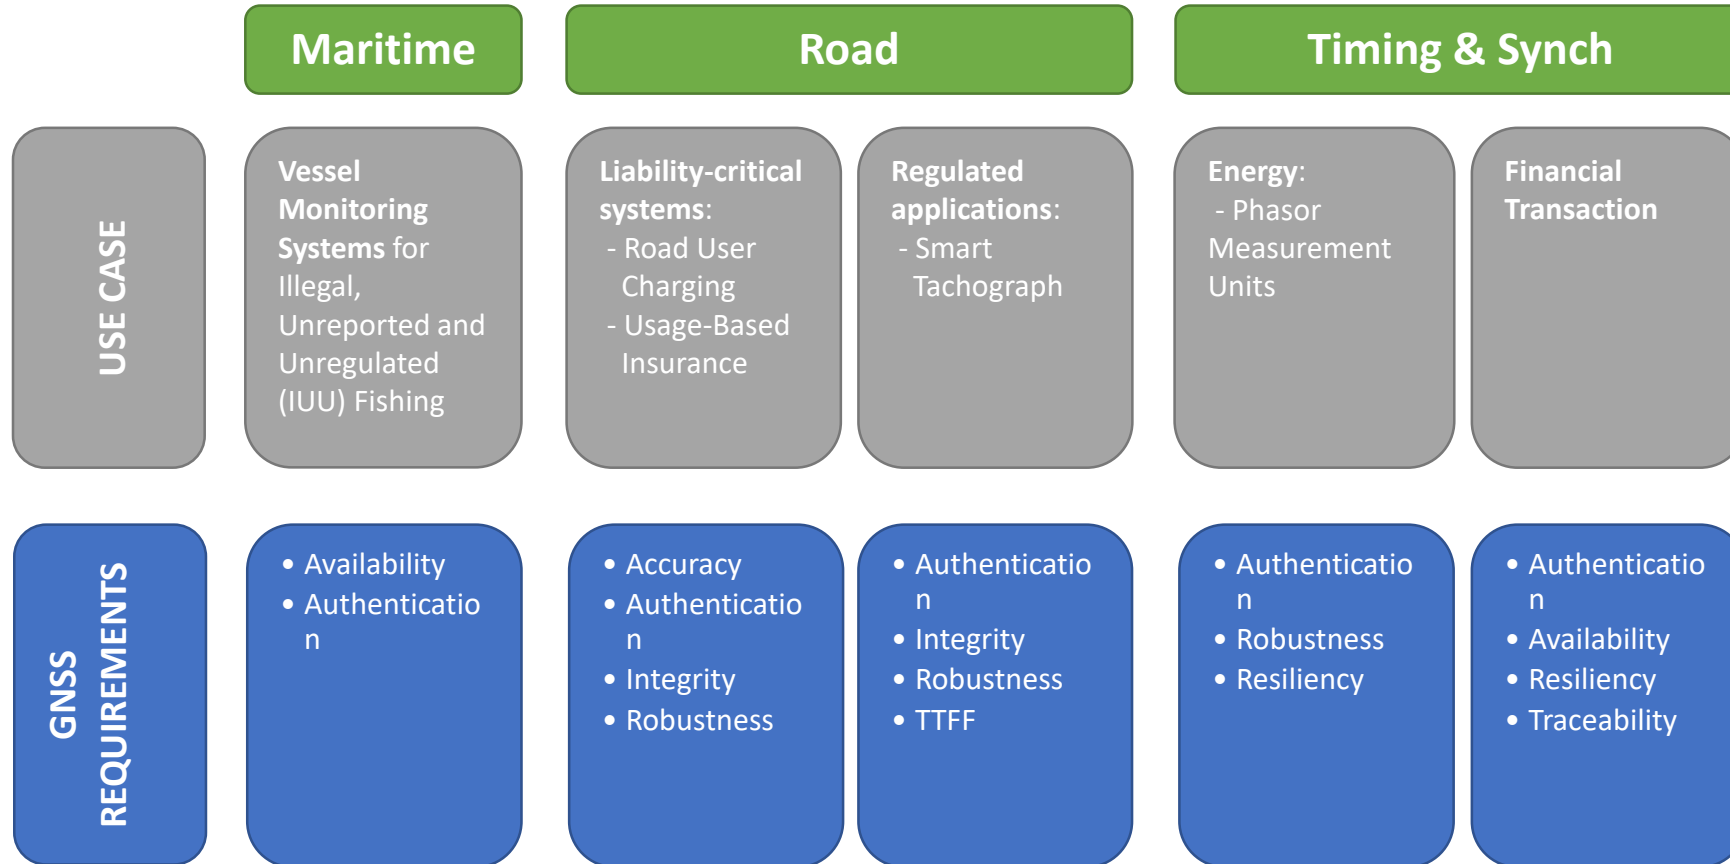 Maritime
Road
Timing & Synch
USE CASE
Vessel
Monitoring
Systems for
Illegal,
Unreported and
Unregulated
(IUU) Fishing
Liability-critical
systems:
- Road User
Charging
- Usage-Based
Insurance
Regulated
applications:
- Smart
Tachograph
Energy:
- Phasor
Measurement
Units
Financial
Transaction
GNSS
REQUIREMENTS
• Availability
• Authenticatio
n
• Accuracy
• Authenticatio
n
• Integrity
• Robustness
• Authenticatio
n
• Integrity
• Robustness
• TTFF
• Authenticatio
n
• Robustness
• Resiliency
• Authenticatio
n
• Availability
• Resiliency
• Traceability